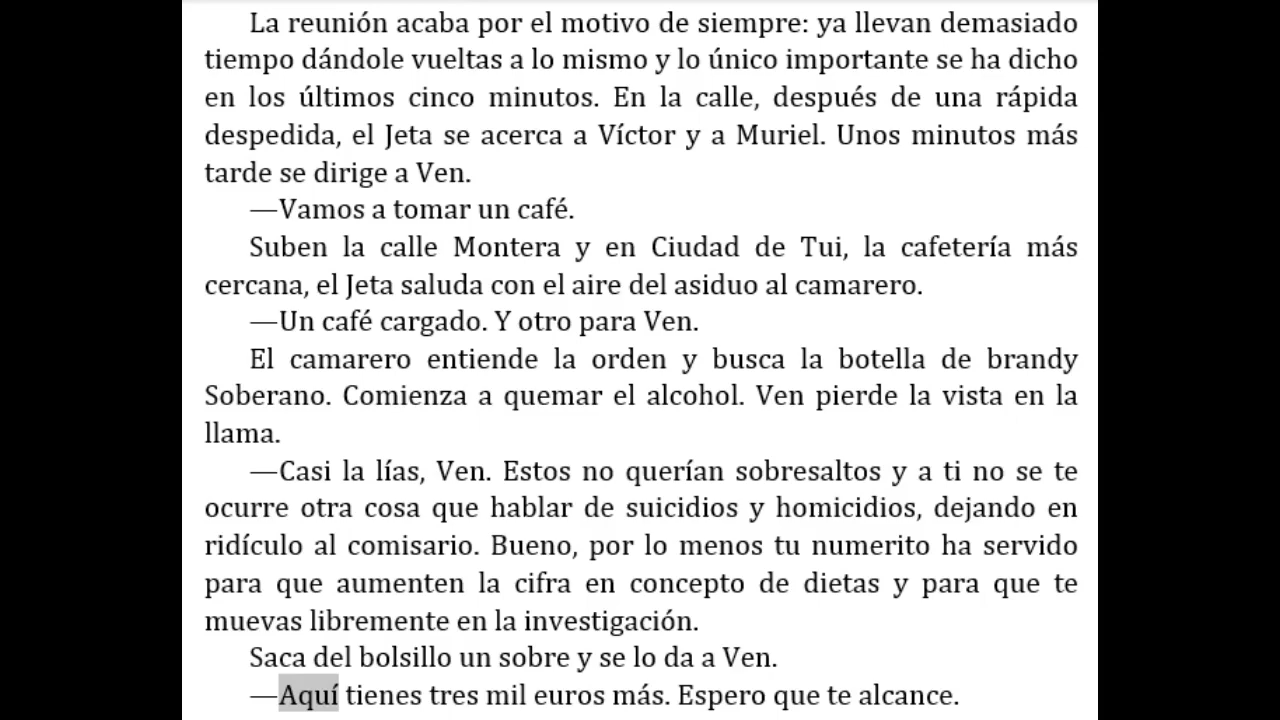 La reunión acaba por el motivo de siempre: ya llevan demasiado
tiempo dándole vueltas a lo mismo y lo único importante se ha dicho
en los últimos cinco minutos. En la calle, después de una rápida
despedida, el Jeta se acerca a Víctor y a Muriel. Unos minutos más
tarde se dirige a Ven.
—Vamos a tomar un café.
Suben la calle Montera y en Ciudad de Tui, la cafetería más
cercana, el Jeta saluda con el aire del asiduo al camarero.
—Un café cargado. Y otro para Ven.
El camarero entiende la orden y busca la botella de brandy
Soberano. Comienza a quemar el alcohol. Ven pierde la vista en la
llama.
—Casi la lías, Ven. Estos no querían sobresaltos y a ti no se te
ocurre otra cosa que hablar de suicidios y homicidios, dejando en
ridículo al comisario. Bueno, por lo menos tu numerito ha servido
para que aumenten la cifra en concepto de dietas y para que te
muevas libremente en la investigación.
Saca del bolsillo un sobre y se lo da a Ven.
—Aquí tienes tres mil euros más. Espero que te alcance.